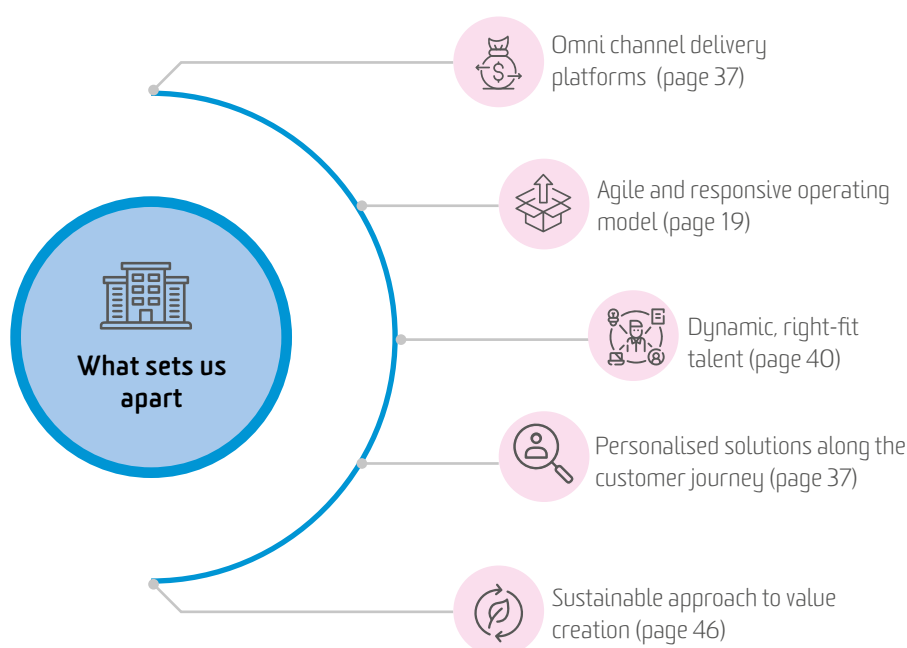 Omni channel delivery
platforms (page 37)
Agile and responsive operating
model (page 19)
What sets us
apart
Dynamic, right-fit
talent (page 40)
Personalised solutions along the
customer journey (page 37)
Sustainable approach to value
creation (page 46)